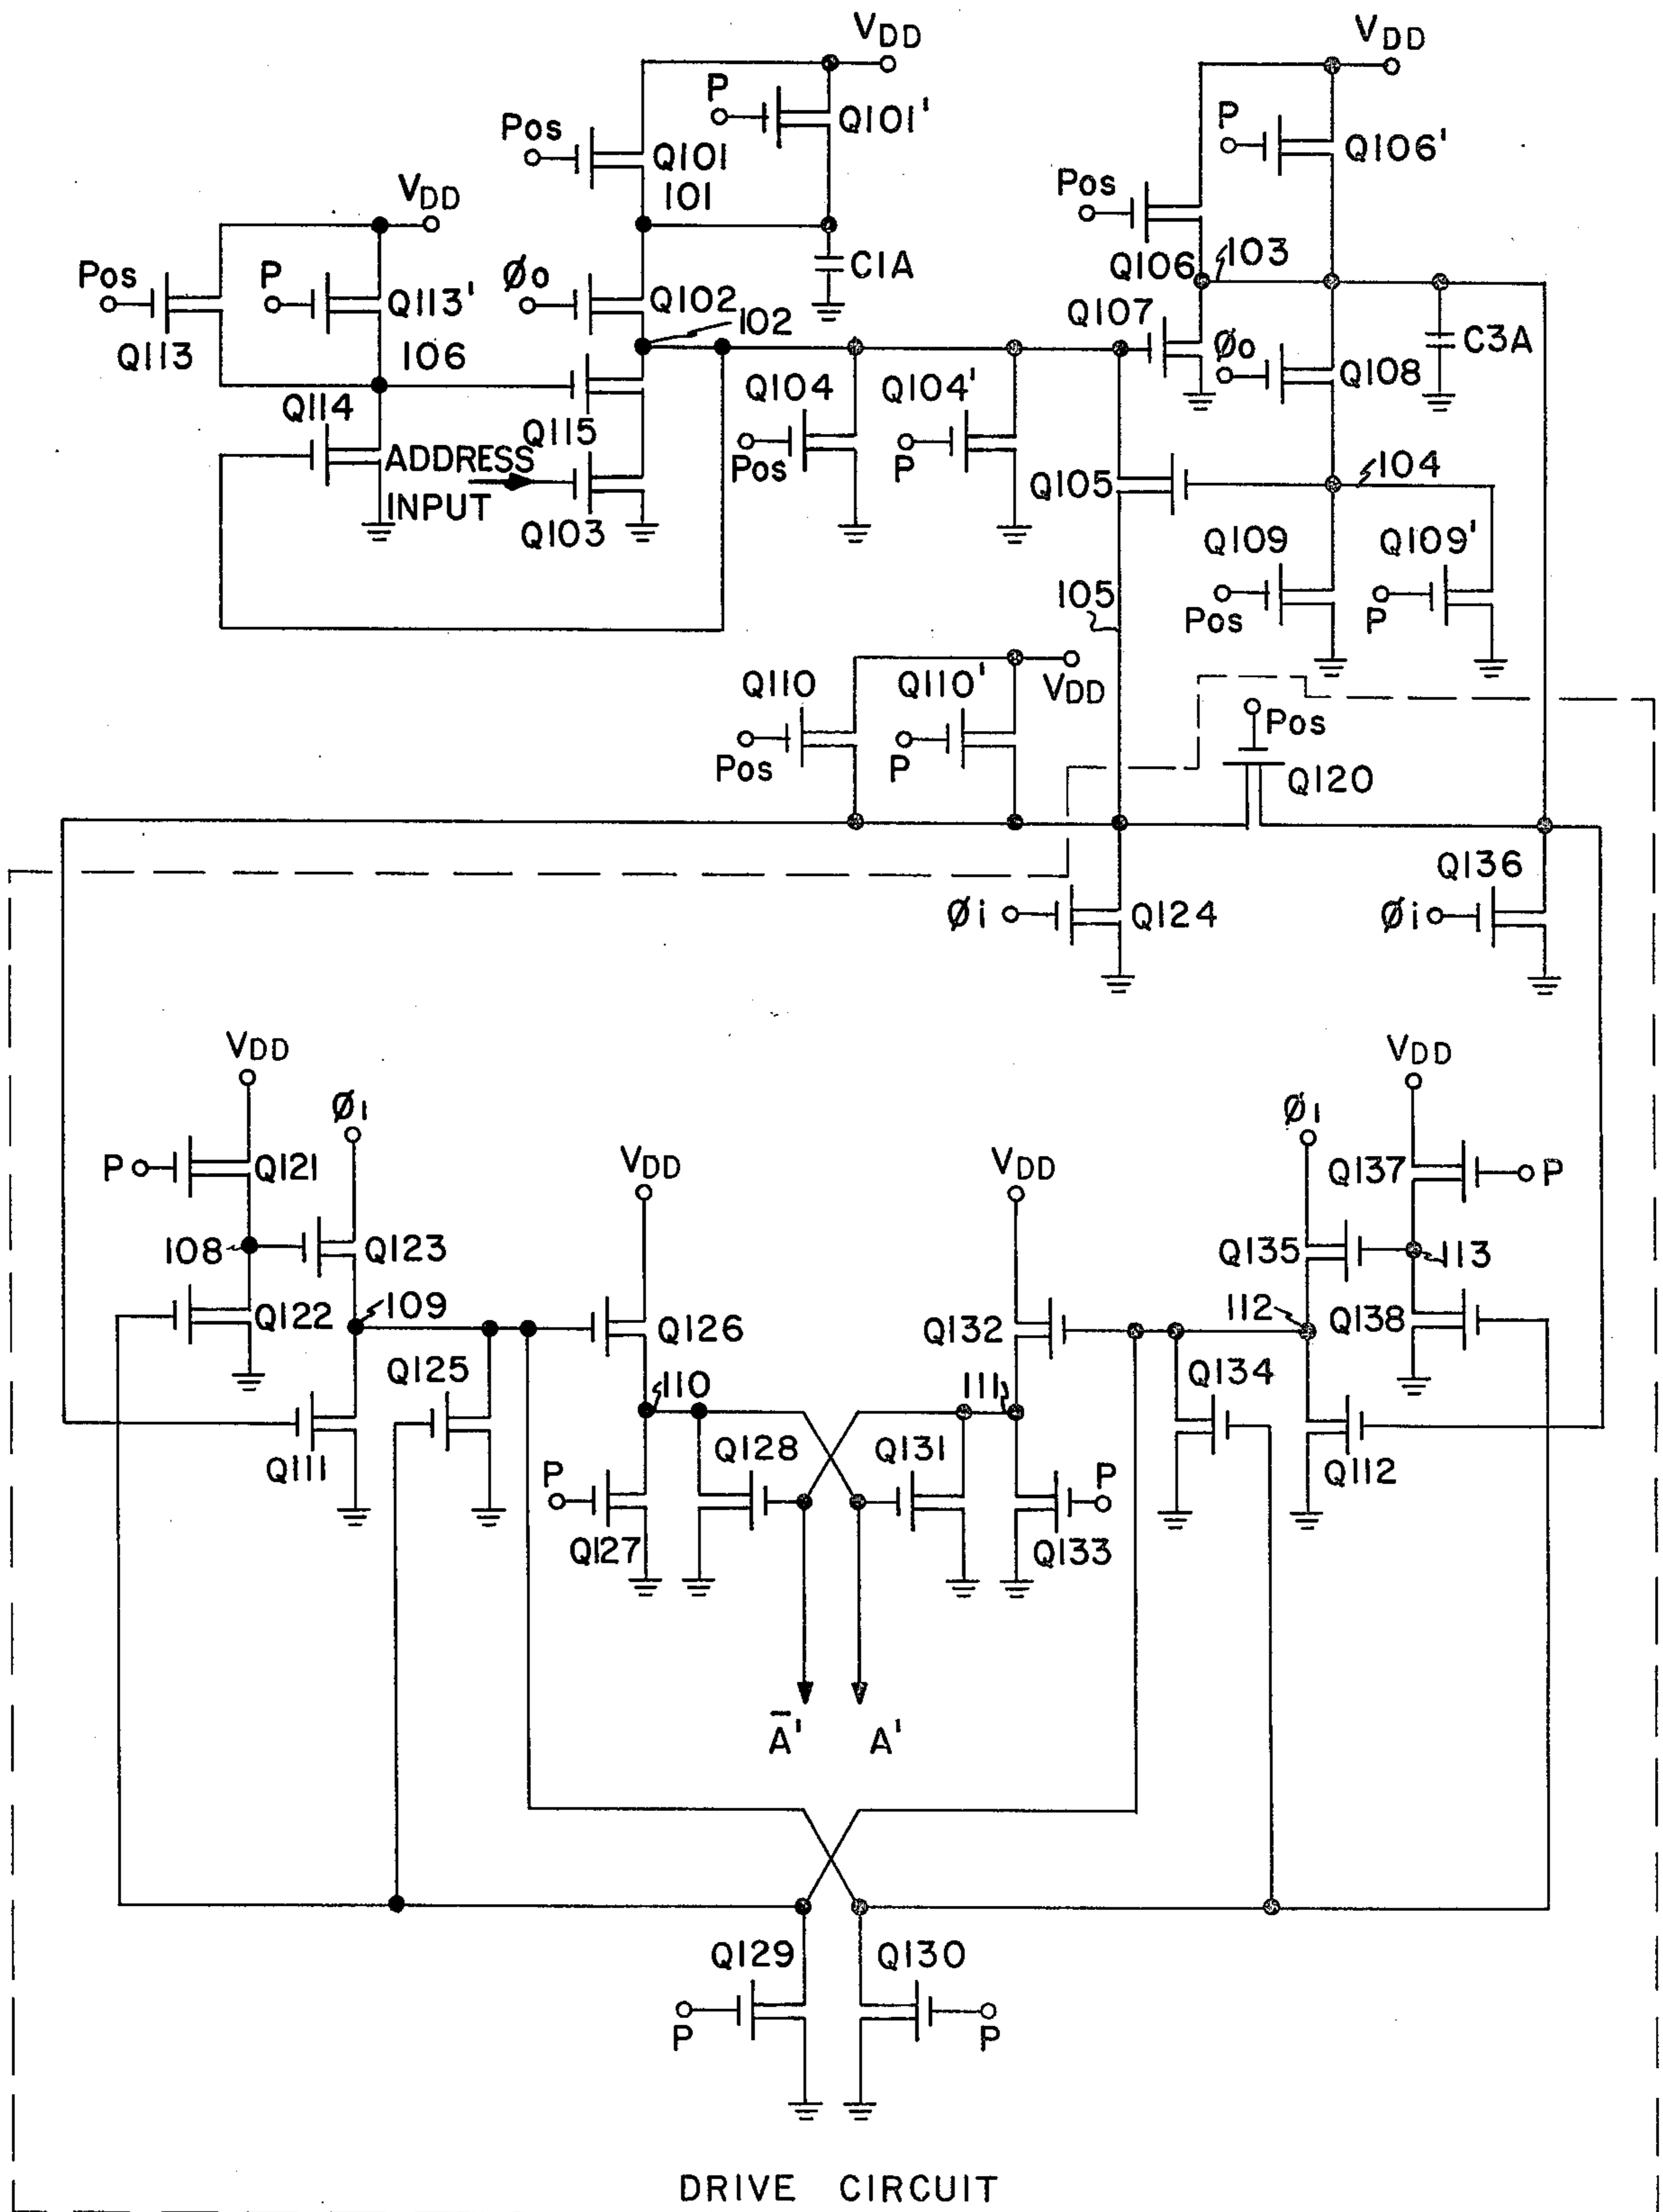 VDD
VDD
P
Q101'
Pos
Q101
101
P
Q106'
Pos
Q106
103
VDD
Pos
Q113
P
Q113'
106
Øo
Q102
C1A
102
Q107
Øo
Q108
C3A
Q114
Q115
ADDRESS
INPUT
Q103
Q104
Pos
Q104'
P
Q105
104
Q109
Pos
Q109'
P
105
Q110
Pos
Q110'
P
VDD
Pos
Q120
Øi
Q124
Q136
Øi
VDD
Ø1
P
Q121
108
Q123
Q122
109
Q125
Q111
VDD
Q126
110
P
Q127
Q128
VDD
Q132
111
Q131
P
Q133
VDD
Ø1
Q137
P
Q135
113
112
Q138
Q134
Q112
A̅'
A'
Q129
P
Q130
P
DRIVE CIRCUIT